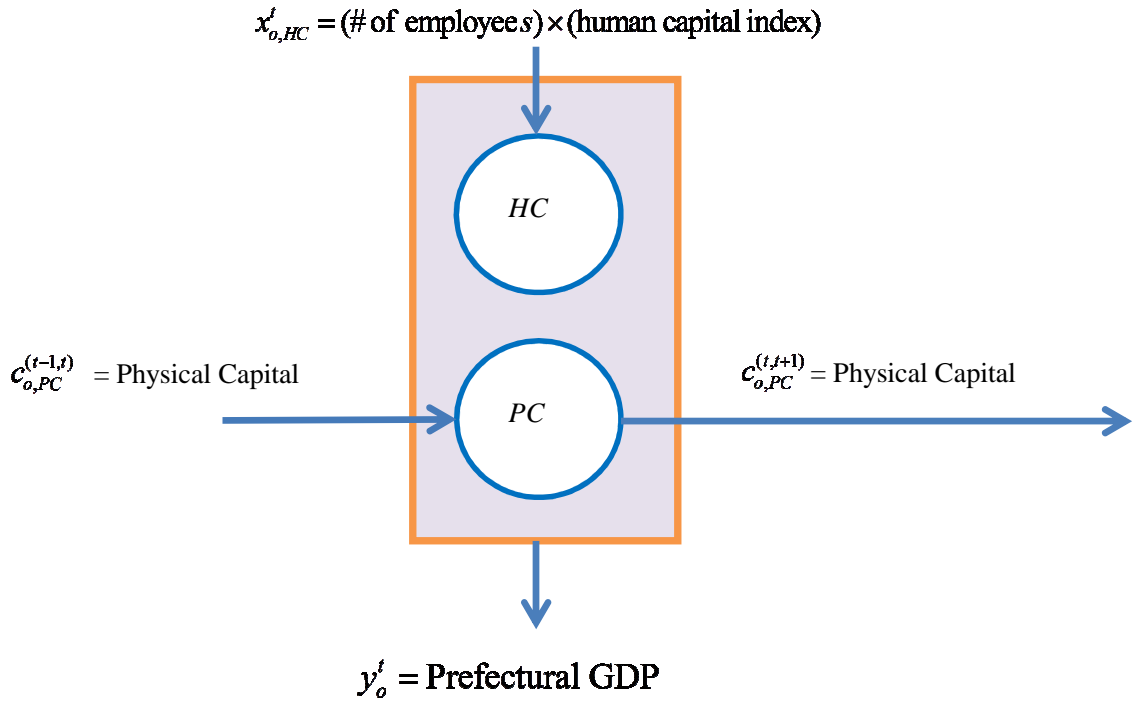 x^t_{o,HC} = (# of employees) × (human capital index)
HC
c^{(t−1,t)}_{o,PC} = Physical Capital
PC
c^{(t,t+1)}_{o,PC} = Physical Capital
y^t_o = Prefectural GDP